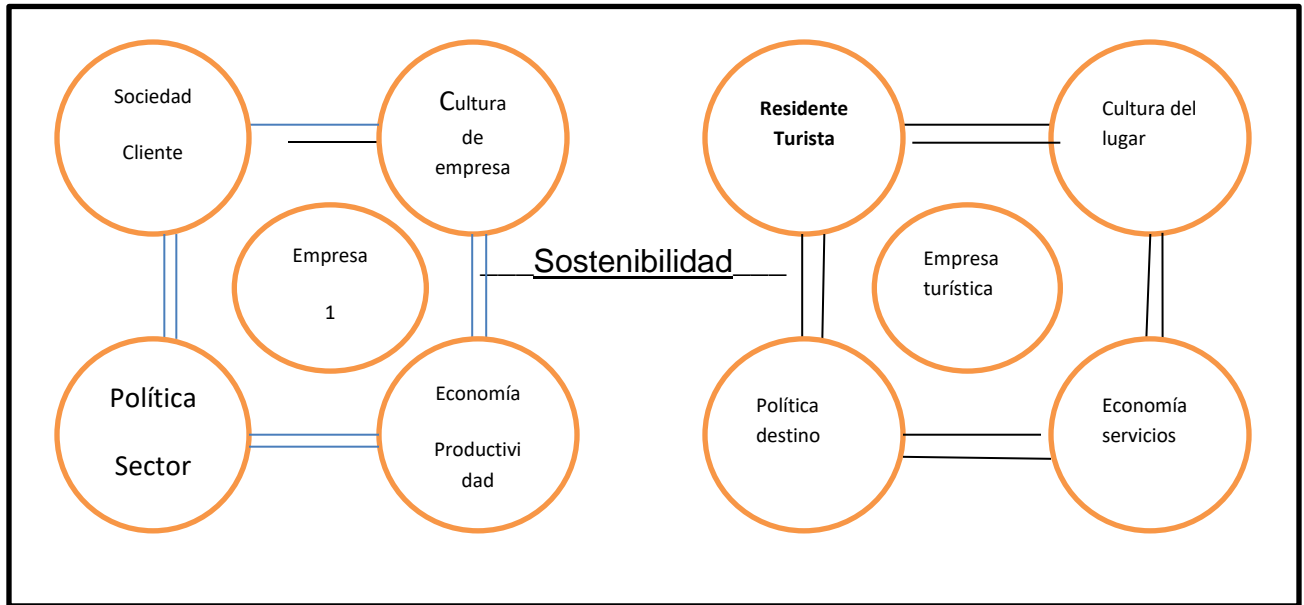 Sociedad
Cliente
Cultura
de
empresa
Empresa
1
Política
Sector
Economía
Productivi
dad
Sostenibilidad
Residente
Turista
Cultura del
lugar
Empresa
turística
Política
destino
Economía
servicios